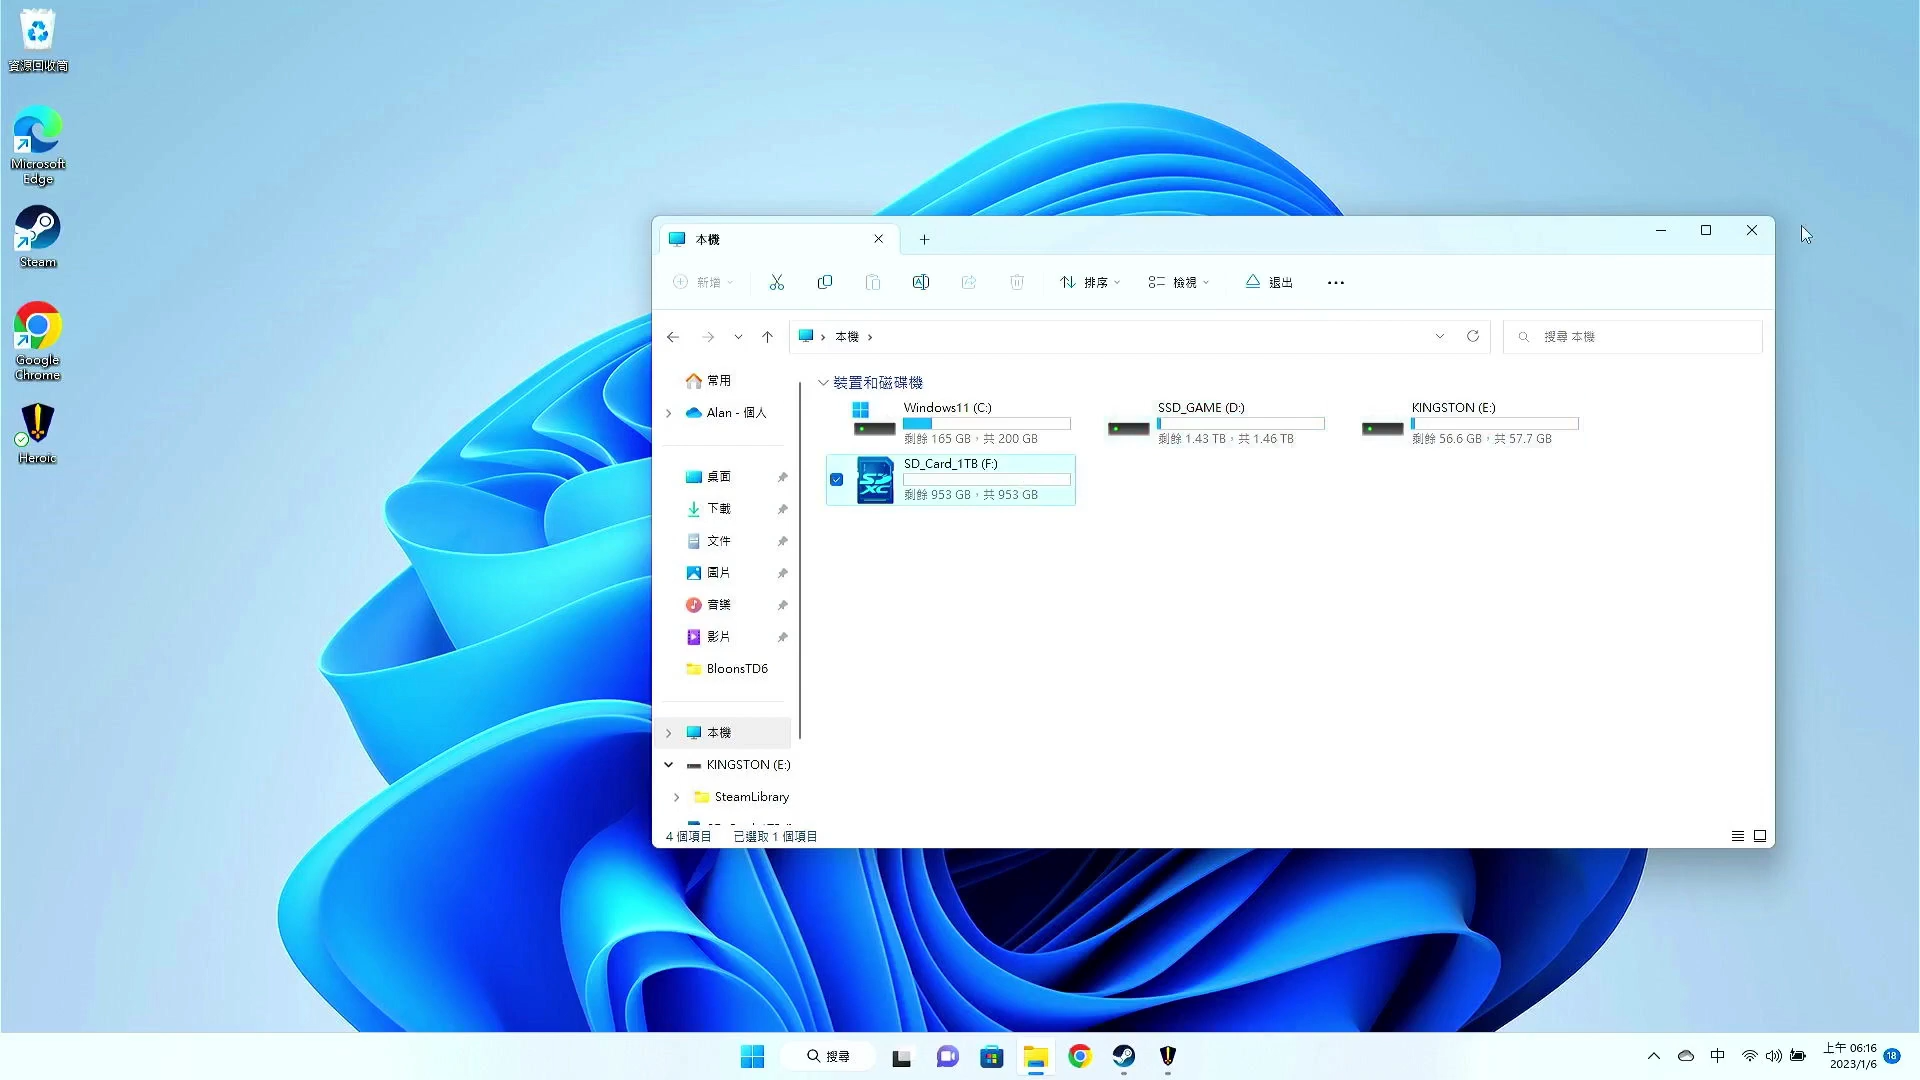 資源回收筒
Microsoft
Edge
Steam
Google
Chrome
Heroic
本機
新增
排序
檢視
退出
本機
搜尋 本機
常用
Alan - 個人
桌面
下載
文件
圖片
音樂
影片
BloonsTD6
本機
KINGSTON (E:)
SteamLibrary
裝置和磁碟機
Windows11 (C:)
剩餘 165 GB，共 200 GB
SSD_GAME (D:)
剩餘 1.43 TB，共 1.46 TB
KINGSTON (E:)
剩餘 56.6 GB，共 57.7 GB
SD XC
SD_Card_1TB (F:)
剩餘 953 GB，共 953 GB
4 個項目 已選取 1 個項目
搜尋
中
上午 06:16
2023/1/6
18